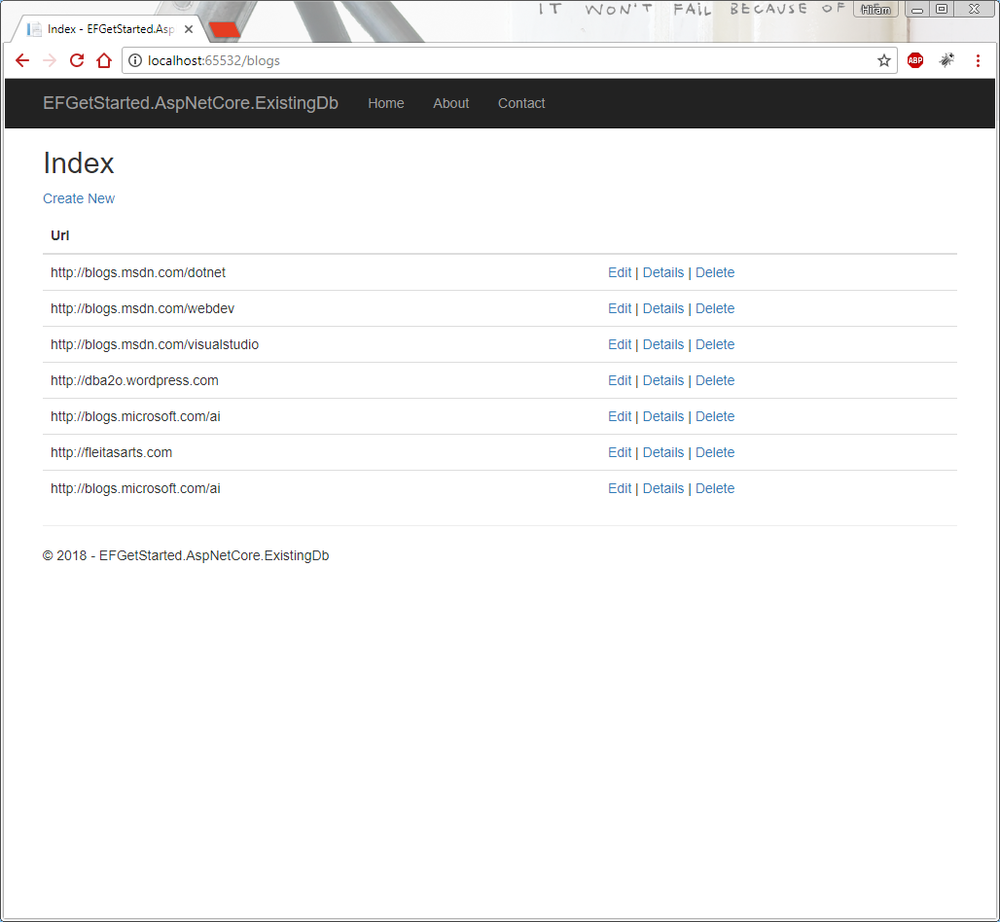 IT WON'T FAIL BECAUSE OF
Hiram
Index - EFGetStarted.Asp
localhost:65532/blogs
ABP
EFGetStarted.AspNetCore.ExistingDb Home About Contact
Index
Create New
Url
http://blogs.msdn.com/dotnet Edit | Details | Delete
http://blogs.msdn.com/webdev Edit | Details | Delete
http://blogs.msdn.com/visualstudio Edit | Details | Delete
http://dba2o.wordpress.com Edit | Details | Delete
http://blogs.microsoft.com/ai Edit | Details | Delete
http://fleitasarts.com Edit | Details | Delete
http://blogs.microsoft.com/ai Edit | Details | Delete
© 2018 - EFGetStarted.AspNetCore.ExistingDb